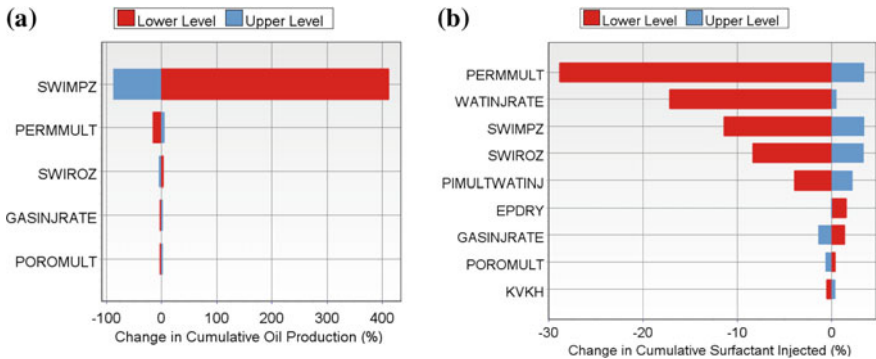 (a)
Lower Level Upper Level
SWIMPZ
PERMMULT
SWIROZ
GASINJRATE
POROMULT
-100 0 100 200 300 400
Change in Cumulative Oil Production (%)
(b)
Lower Level Upper Level
PERMMULT
WATINJRATE
SWIMPZ
SWIROZ
PIMULTWATINJ
EPDRY
GASINJRATE
POROMULT
KVKH
-30 -20 -10 0
Change in Cumulative Surfactant Injected (%)